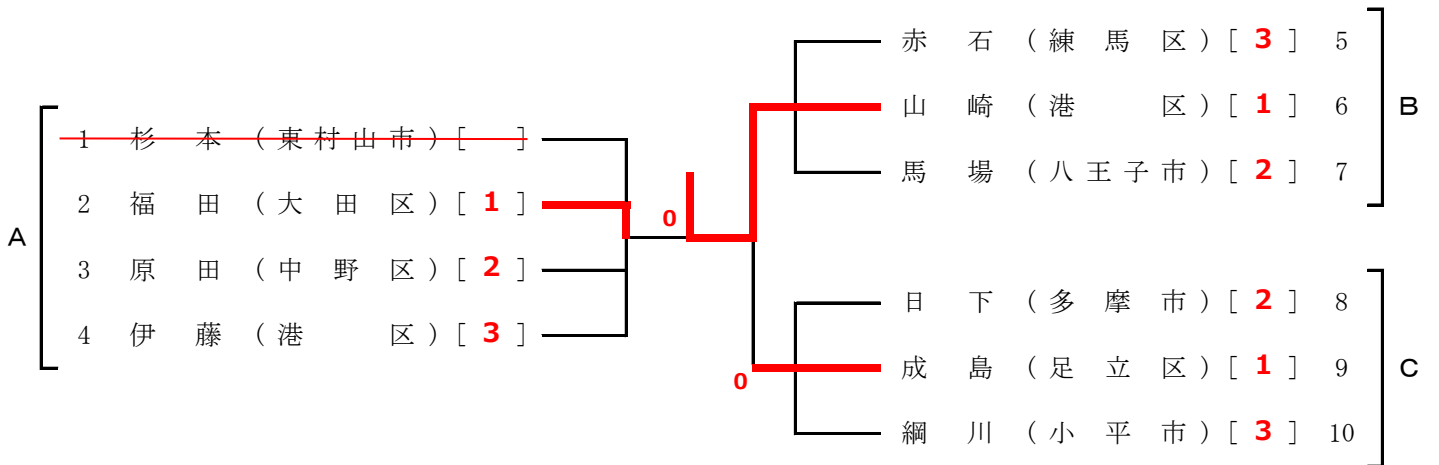 A
1 杉本 (東村山市) [ ]
2 福田 (大田区) [ 1 ]
3 原田 (中野区) [ 2 ]
4 伊藤 (港区) [ 3 ]
0
0
赤石 (練馬区) [ 3 ] 5
山崎 (港区) [ 1 ] 6
馬場 (八王子市) [ 2 ] 7
B
日下 (多摩市) [ 2 ] 8
成島 (足立区) [ 1 ] 9
綱川 (小平市) [ 3 ] 10
C